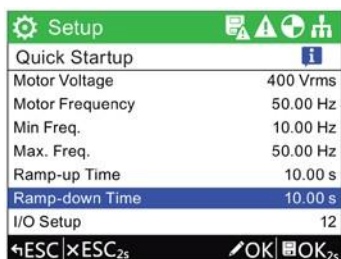 Setup
Quick Startup i
Motor Voltage 400 Vrms
Motor Frequency 50.00 Hz
Min Freq. 10.00 Hz
Max. Freq. 50.00 Hz
Ramp-up Time 10.00 s
Ramp-down Time 10.00 s
I/O Setup 12
ESC ×ESC2s OK OK2s